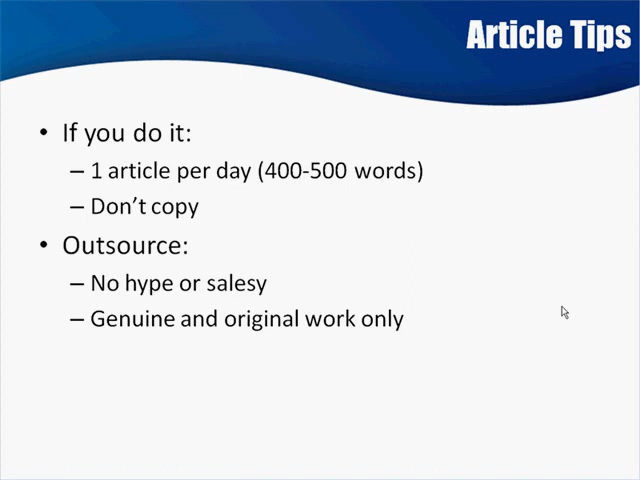 Article Tips
• If you do it:
– 1 article per day (400-500 words)
– Don't copy
• Outsource:
– No hype or salesy
– Genuine and original work only